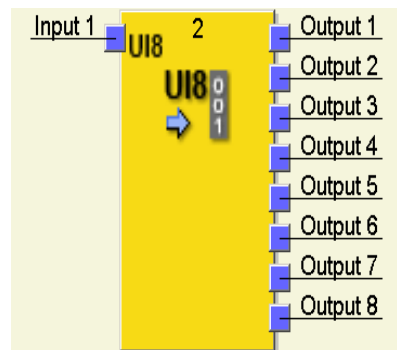 Input 1
2
UI8
UI8
0
0
1
Output 1
Output 2
Output 3
Output 4
Output 5
Output 6
Output 7
Output 8